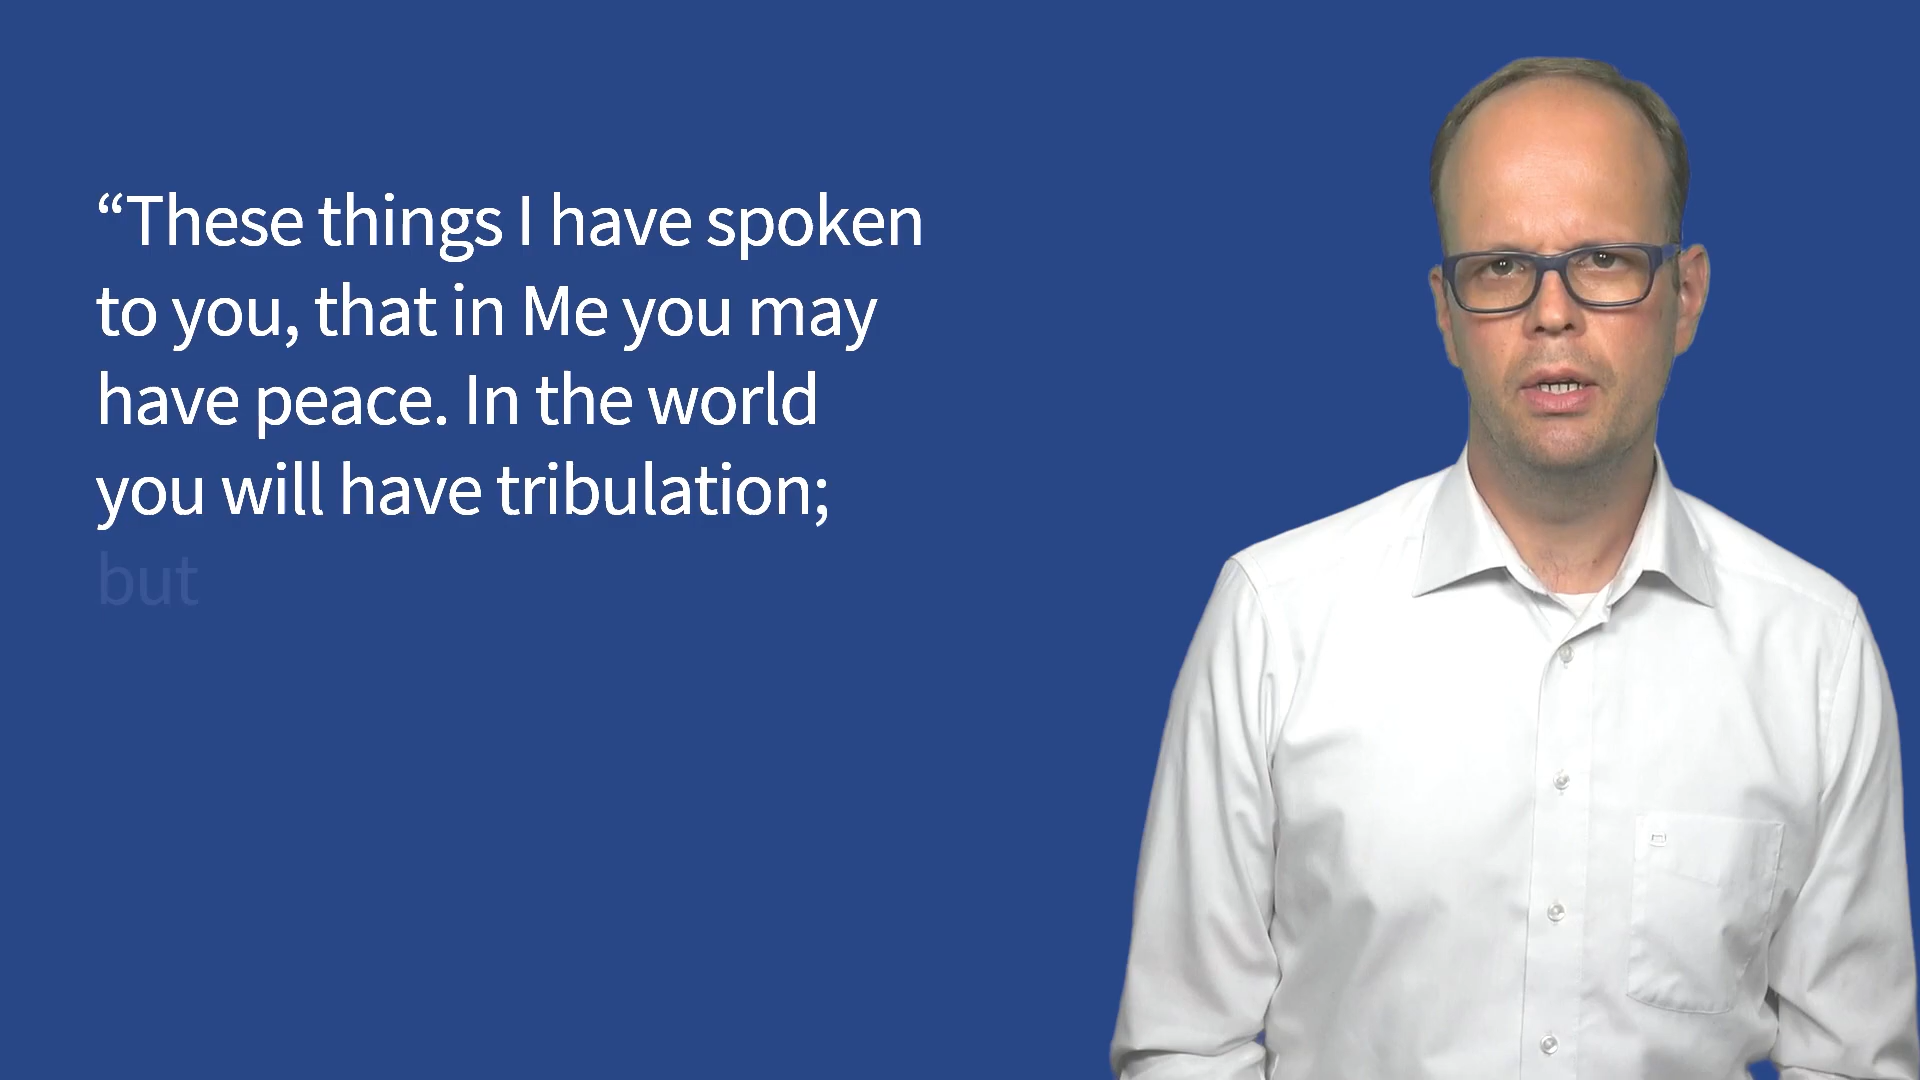 “These things I have spoken
to you, that in Me you may
have peace. In the world
you will have tribulation;
but